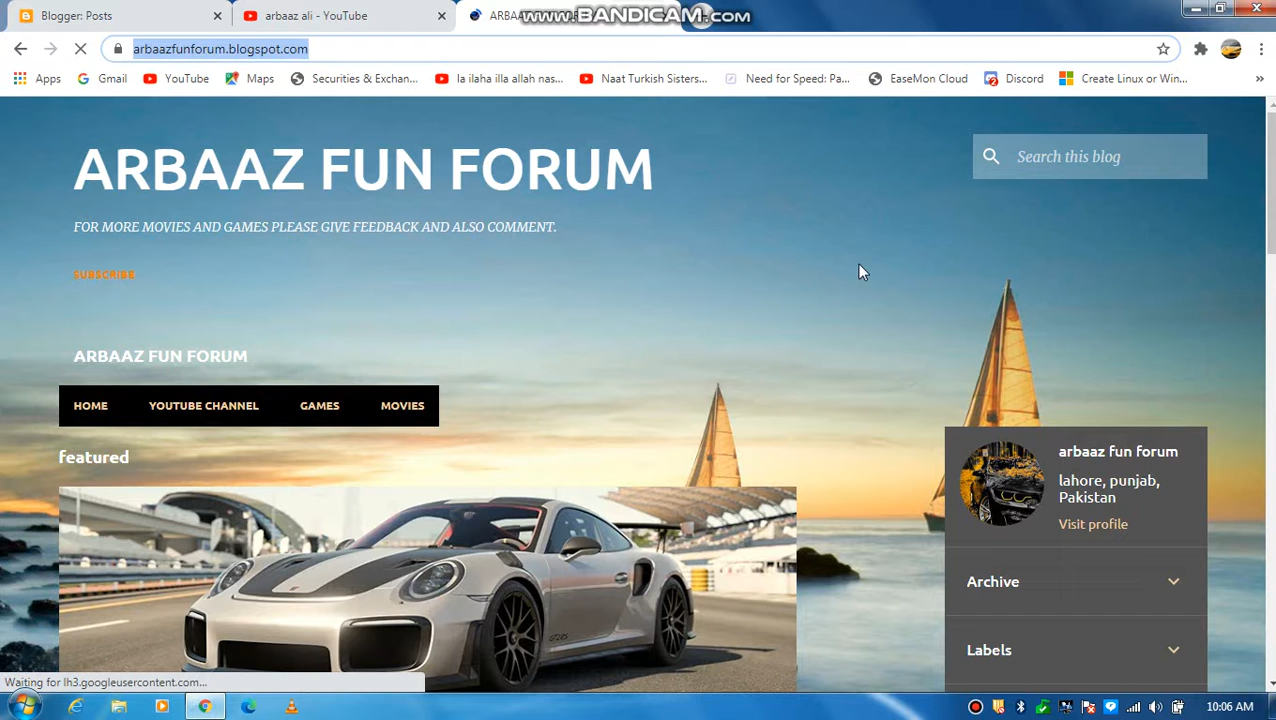 Blogger: Posts
arbaaz ali - YouTube
www.BANDICAM.com
arbaazfunforum.blogspot.com
Apps
Gmail
YouTube
Maps
Securities & Exchan...
la ilaha illa allah nas...
Naat Turkish Sisters...
Need for Speed: Pa...
EaseMon Cloud
Discord
Create Linux or Win...
»
ARBAAZ FUN FORUM
Search this blog
FOR MORE MOVIES AND GAMES PLEASE GIVE FEEDBACK AND ALSO COMMENT.
SUBSCRIBE
ARBAAZ FUN FORUM
HOME
YOUTUBE CHANNEL
GAMES
MOVIES
featured
arbaaz fun forum
lahore, punjab,
Pakistan
Visit profile
Archive
Labels
Waiting for lh3.googleusercontent.com...
10:06 AM